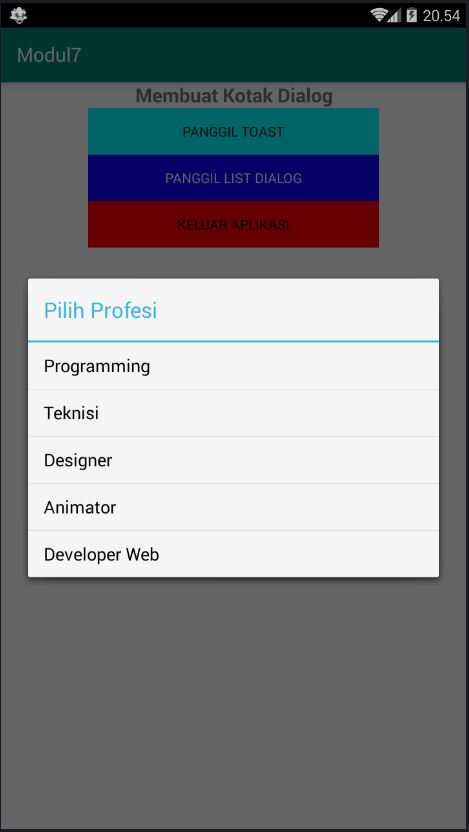 20.54
Modul7
Membuat Kotak Dialog
PANGGIL TOAST
PANGGIL LIST DIALOG
KELUAR APLIKASI
Pilih Profesi
Programming
Teknisi
Designer
Animator
Developer Web